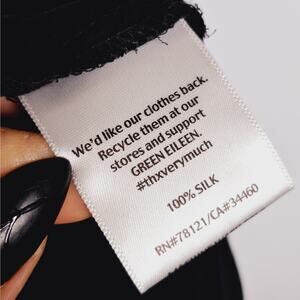 We'd like our clothes back.
Recycle them at our
stores and support
GREEN EILEEN.
#thxverymuch
100% SILK
RN#78121/CA#34460